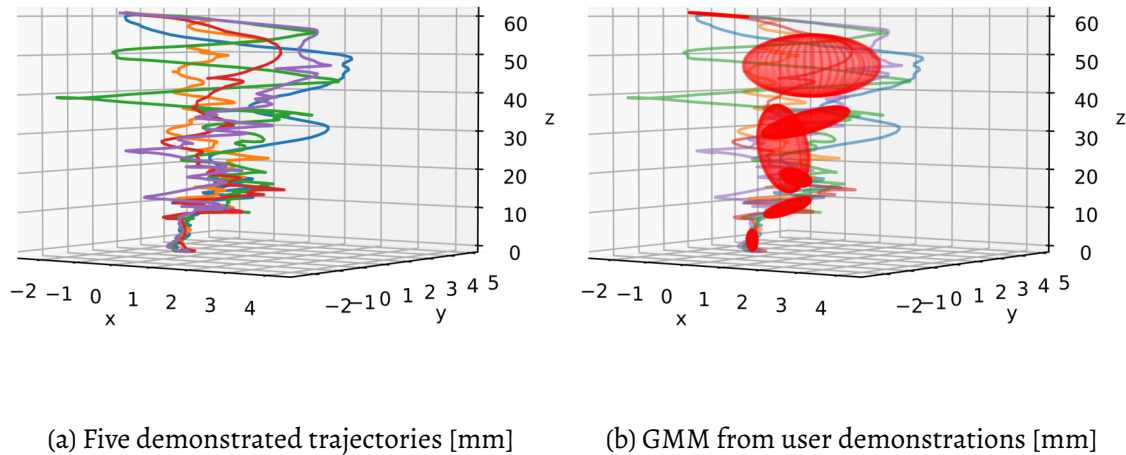 60
50
40
z
30
20
10
0
−2 −1 0 1 2 3 4
−2 −1 0 1 2 3 4 5
x
y
60
50
40
z
30
20
10
0
−2 −1 0 1 2 3 4
−2 −1 0 1 2 3 4 5
x
y
(a) Five demonstrated trajectories [mm]
(b) GMM from user demonstrations [mm]